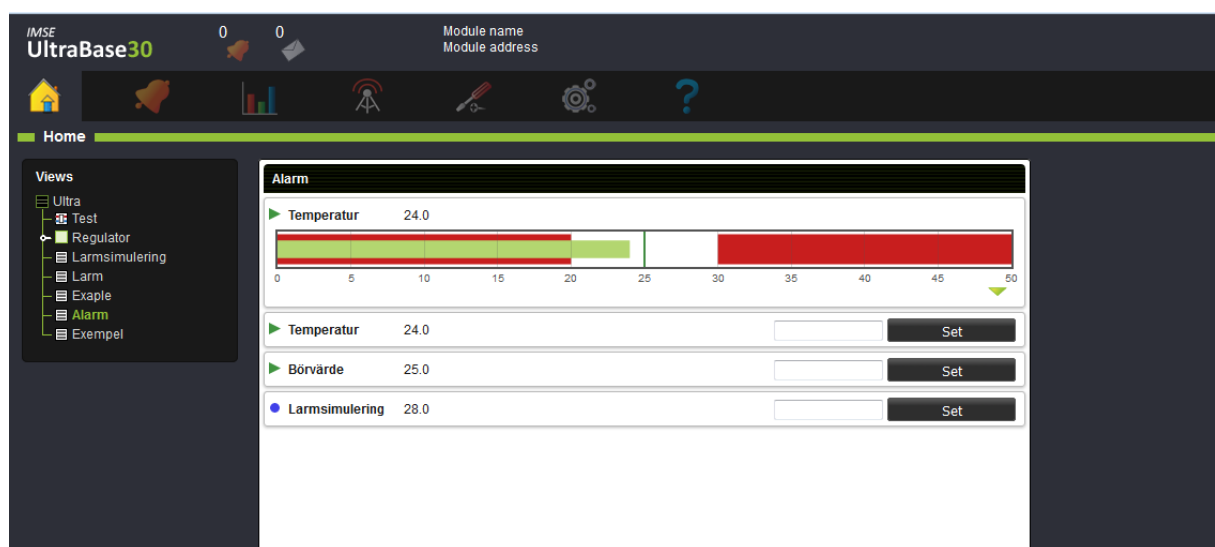 IMSE
UltraBase30
0 0
Module name
Module address
?
Home
Views
Ultra
Test
Regulator
Larmsimulering
Larm
Exaple
Alarm
Exempel
Alarm
Temperatur 24.0
0 5 10 15 20 25 30 35 40 45 50
Temperatur 24.0 Set
Börvärde 25.0 Set
Larmsimulering 28.0 Set